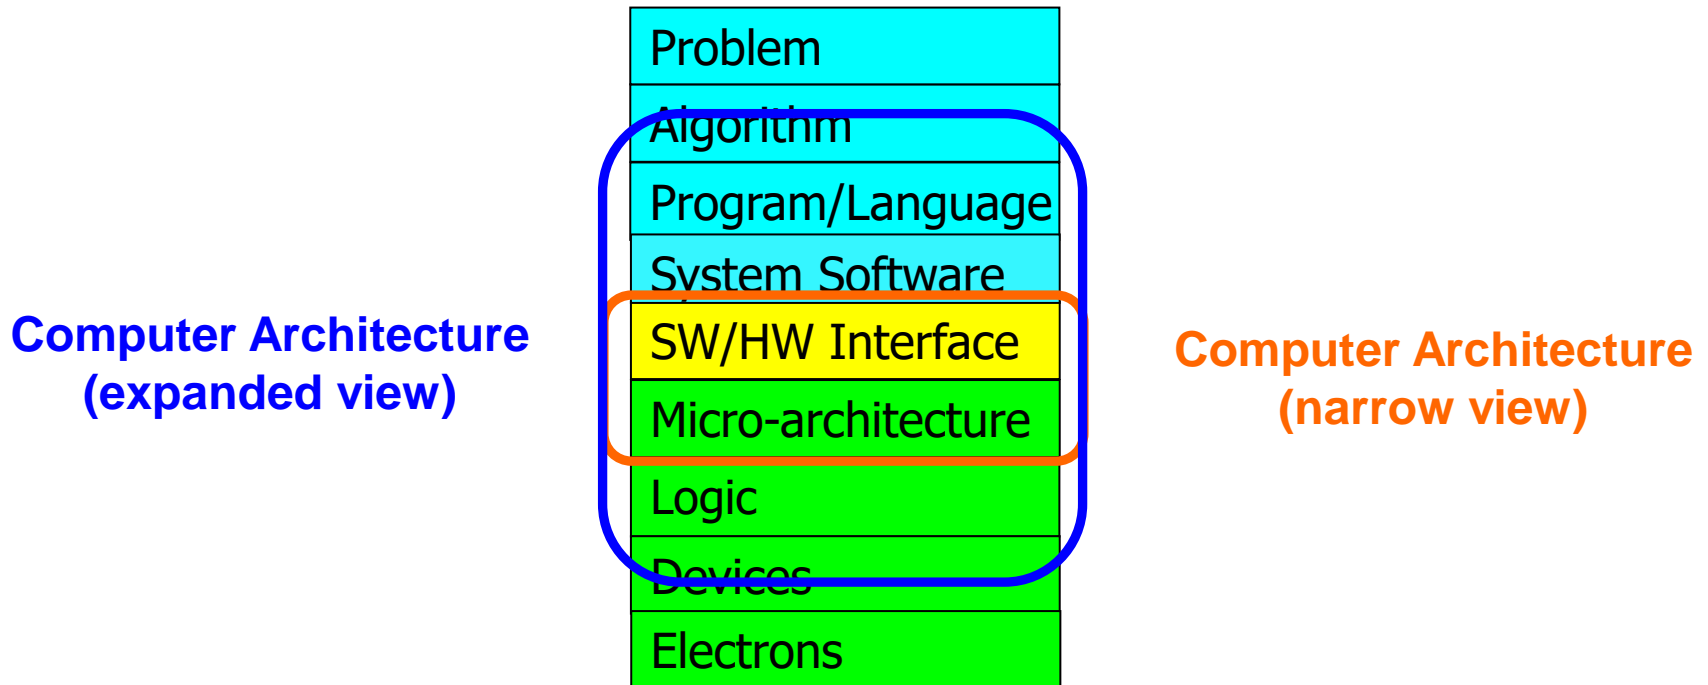 Problem
Algorithm
Program/Language
System Software
SW/HW Interface
Micro-architecture
Logic
Devices
Electrons
Computer Architecture
(expanded view)
Computer Architecture
(narrow view)